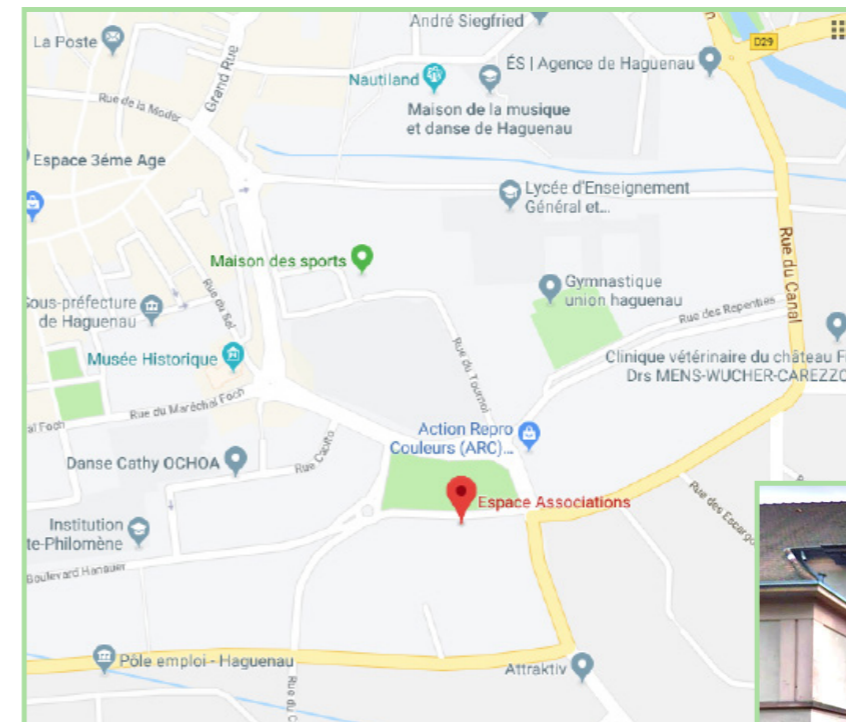 André Siegfried
La Poste
D29
ÉS | Agence de Haguenau
Nautiland
Grand Rue
Rue de la Moder
Maison de la musique
et danse de Haguenau
Espace 3éme Age
Lycée d'Enseignement
Général et...
Rue du Canal
Maison des sports
Gymnastique
union haguenau
Sous-préfecture
de Haguenau
Rue du Sel
Rue des Repenties
Musée Historique
Rue du Tournoi
Clinique vétérinaire du château
Drs MENS-WUCHER-CAREZZO
Rue du Maréchal Foch
al Foch
Action Repro
Couleurs (ARC)...
Danse Cathy OCHOA
Rue Capito
Espace Associations
Rue des Escargo
Institution
te-Philomène
Boulevard Hanauer
Pôle emploi - Haguenau
Attraktiv
Rue du C